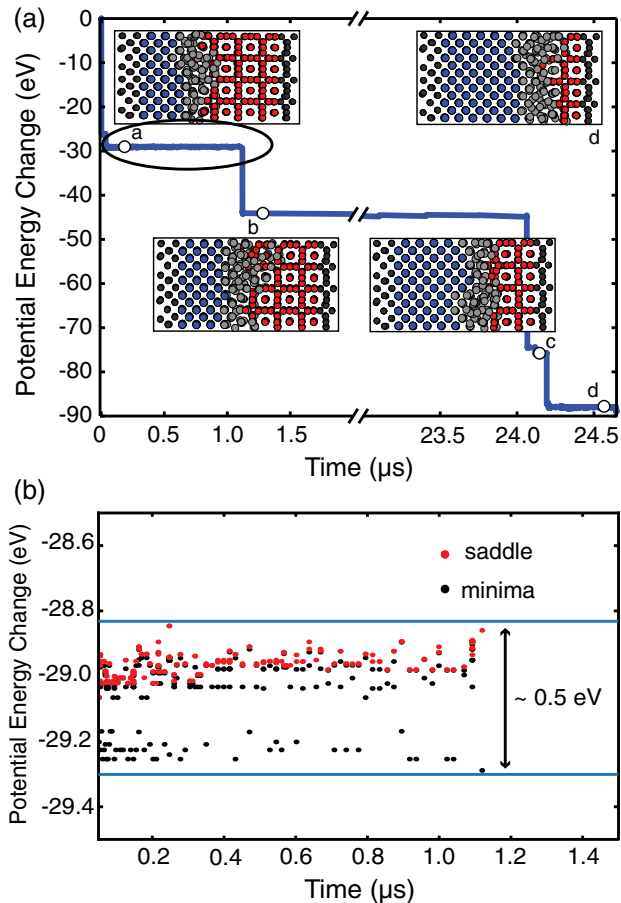 (a)
0
-10
-20
-30
-40
-50
-60
-70
-80
-90
Potential Energy Change (eV)
a
b
c
d
d
0 0.5 1.0 1.5 23.5 24.0 24.5
Time (μs)
(b)
-28.6
-28.8
-29.0
-29.2
-29.4
Potential Energy Change (eV)
saddle
minima
~ 0.5 eV
0.2 0.4 0.6 0.8 1.0 1.2 1.4
Time (μs)